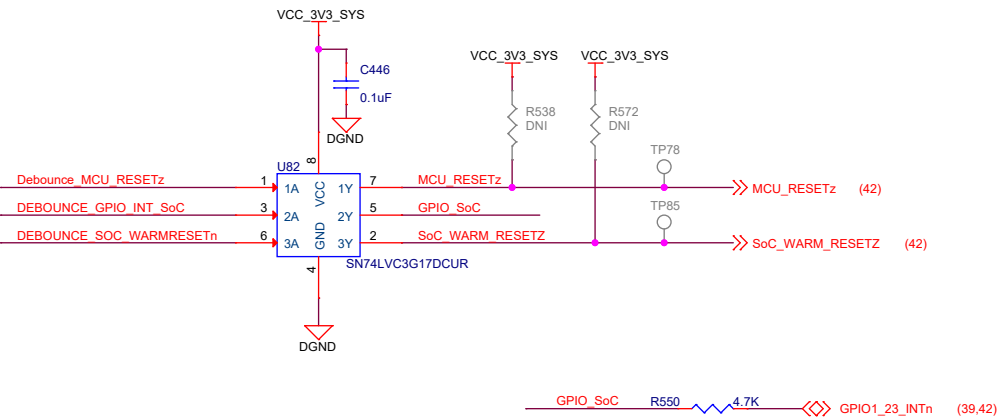 VCC_3V3_SYS
C446
0.1uF
DGND
VCC_3V3_SYS
VCC_3V3_SYS
R538
DNI
R572
DNI
TP78
TP85
U82
8
VCC
Debounce_MCU_RESETz
1
1A
1Y
7
MCU_RESETz
MCU_RESETz (42)
DEBOUNCE_GPIO_INT_SoC
3
2A
2Y
5
GPIO_SoC
DEBOUNCE_SOC_WARMRESETn
6
3A
3Y
2
SoC_WARM_RESETZ
SoC_WARM_RESETZ (42)
GND
4
SN74LVC3G17DCUR
DGND
GPIO_SoC
R550
4.7K
GPIO1_23_INTn (39,42)